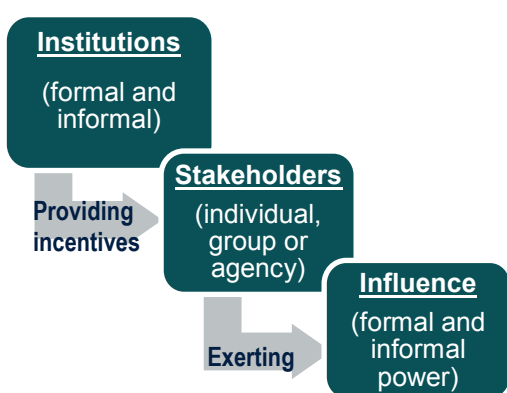 Institutions
(formal and
informal)
Providing
incentives
Stakeholders
(individual,
group or
agency)
Exerting
Influence
(formal and
informal
power)